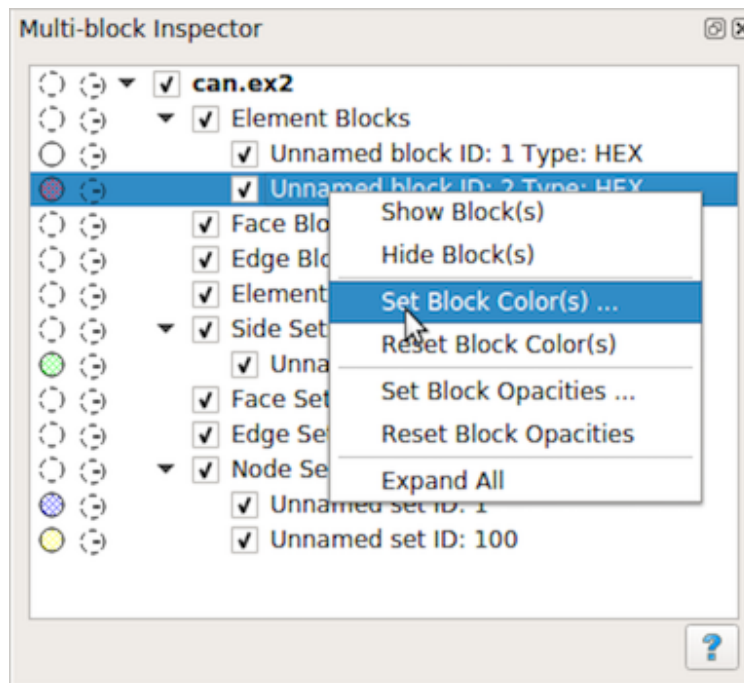 Multi-block Inspector
can.ex2
Element Blocks
Unnamed block ID: 1 Type: HEX
Unnamed block ID: 2 Type: HEX
Show Block(s)
Face Blo
Hide Block(s)
Edge Blo
Element
Set Block Color(s) ...
Side Set
Reset Block Color(s)
Unna
Set Block Opacities ...
Face Set
Edge Se
Reset Block Opacities
Node Se
Expand All
Unnamed set ID: 1
Unnamed set ID: 100
?